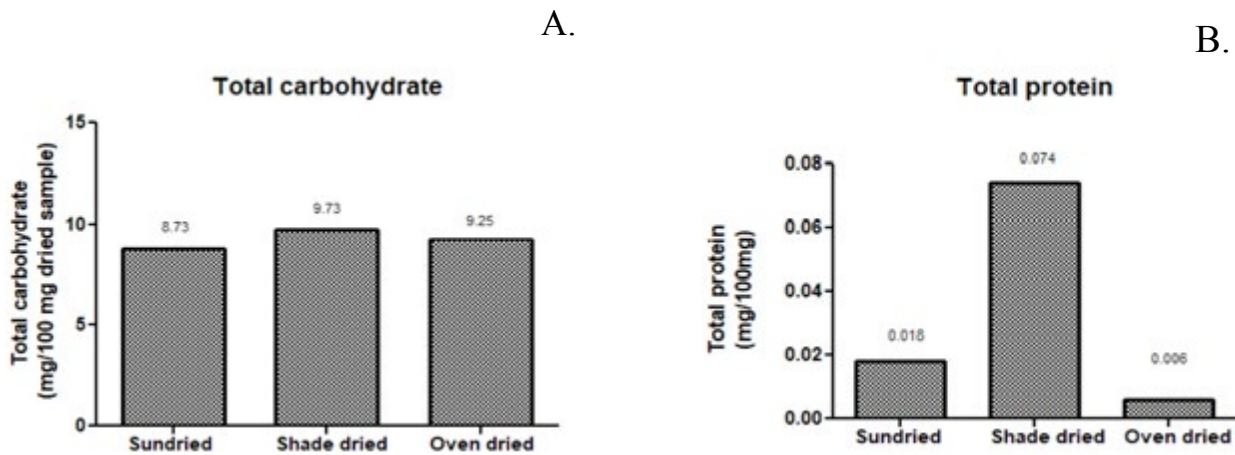 A.
Total carbohydrate
Total carbohydrate
(mg/100 mg dried sample)
15
10
5
0
8.73
9.73
9.25
Sundried
Shade dried
Oven dried
B.
Total protein
Total protein
(mg/100mg)
0.08
0.06
0.04
0.02
0.00
0.018
0.074
0.006
Sundried
Shade dried
Oven dried